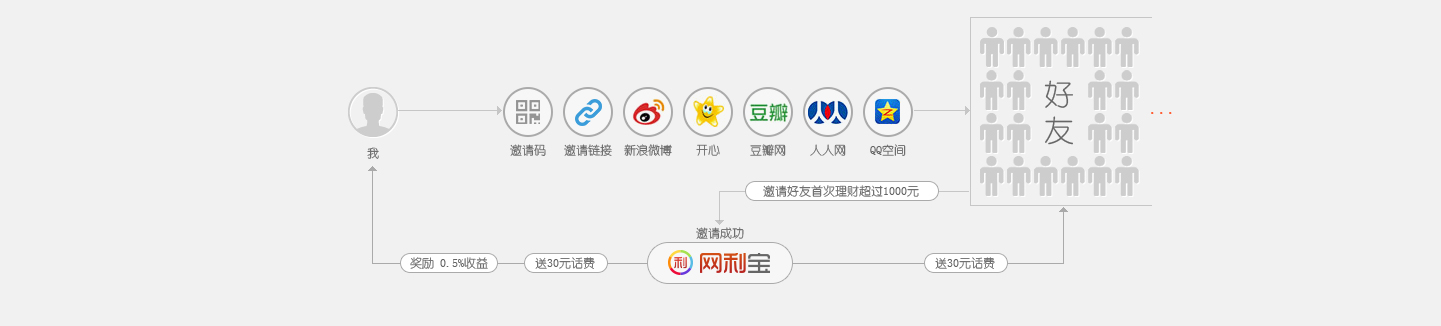 好
友
我
邀请码
邀请链接
新浪微博
豆瓣
开心
豆瓣网
人人网
QQ空间
邀请好友首次理财超过1000元
邀请成功
奖励 0.5%收益
送30元话费
利
网利宝
送30元话费